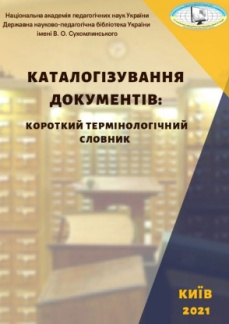 Національна академія педагогічних наук України
Державна науково-педагогічна бібліотека України
імені В. О. Сухомлинського
КАТАЛОГІЗУВАННЯ
ДОКУМЕНТІВ:
КОРОТКИЙ ТЕРМІНОЛОГІЧНИЙ
СЛОВНИК
КИЇВ
2021